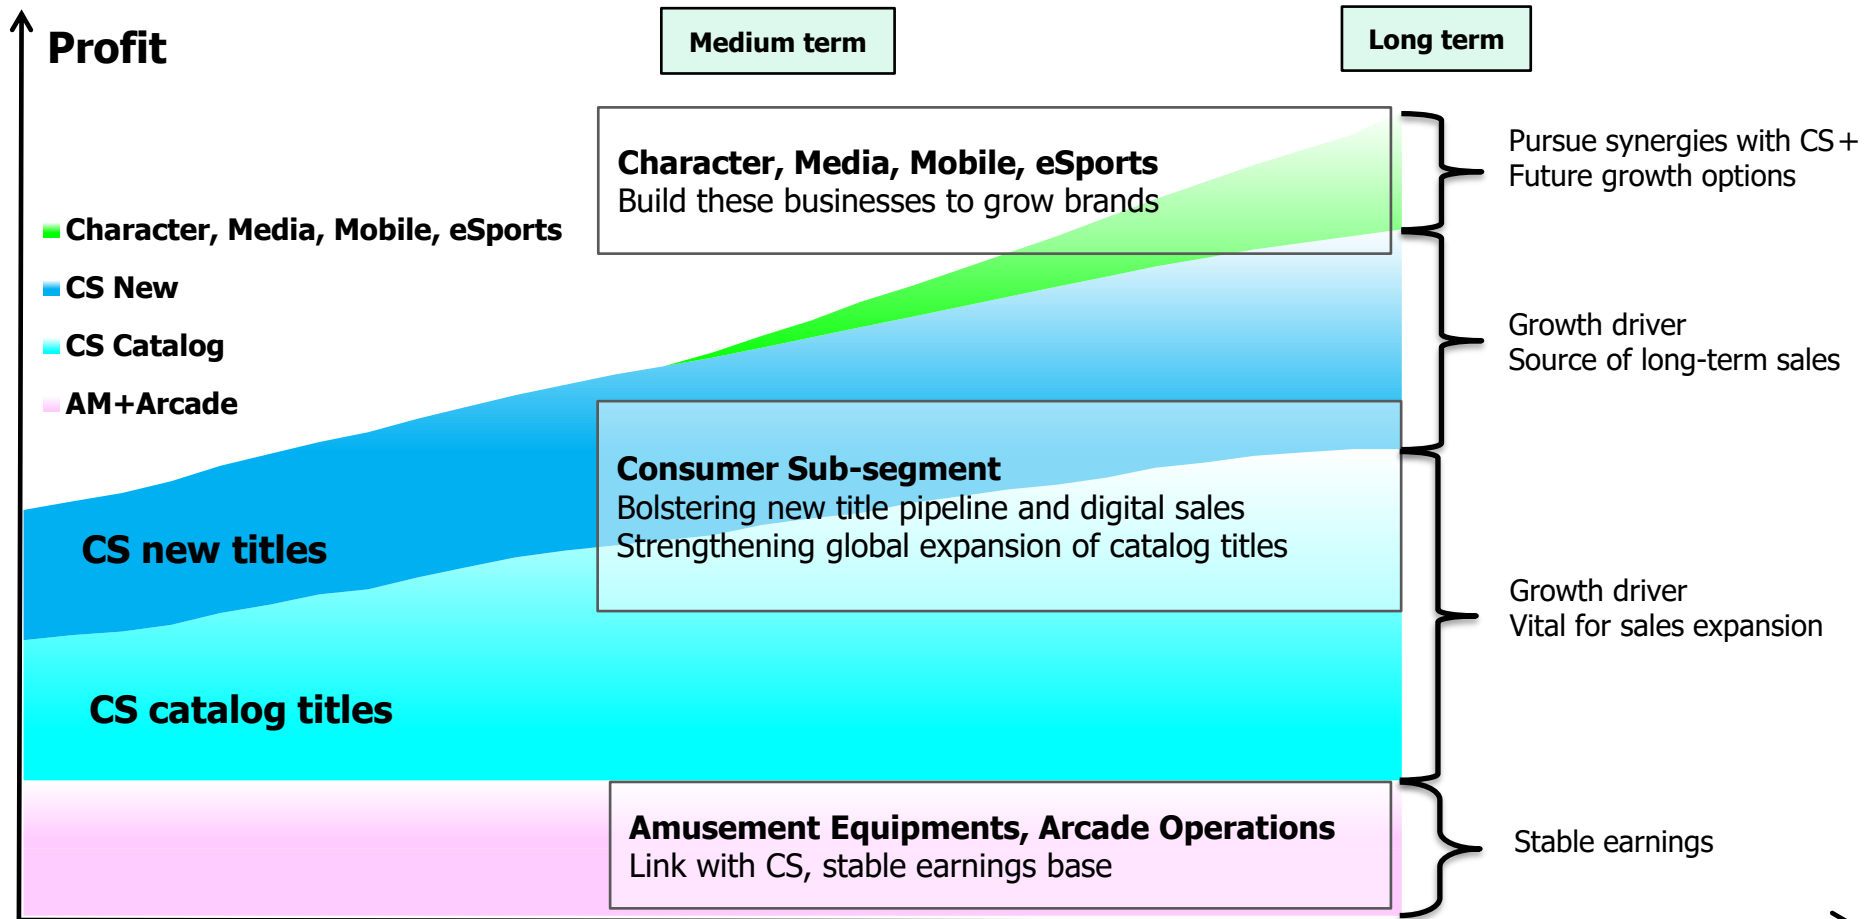 Profit
Medium term
Long term
Character, Media, Mobile, eSports
CS New
CS Catalog
AM+Arcade
Character, Media, Mobile, eSports
Build these businesses to grow brands
Pursue synergies with CS+
Future growth options
Growth driver
Source of long-term sales
CS new titles
Consumer Sub-segment
Bolstering new title pipeline and digital sales
Strengthening global expansion of catalog titles
Growth driver
Vital for sales expansion
CS catalog titles
Amusement Equipments, Arcade Operations
Link with CS, stable earnings base
Stable earnings